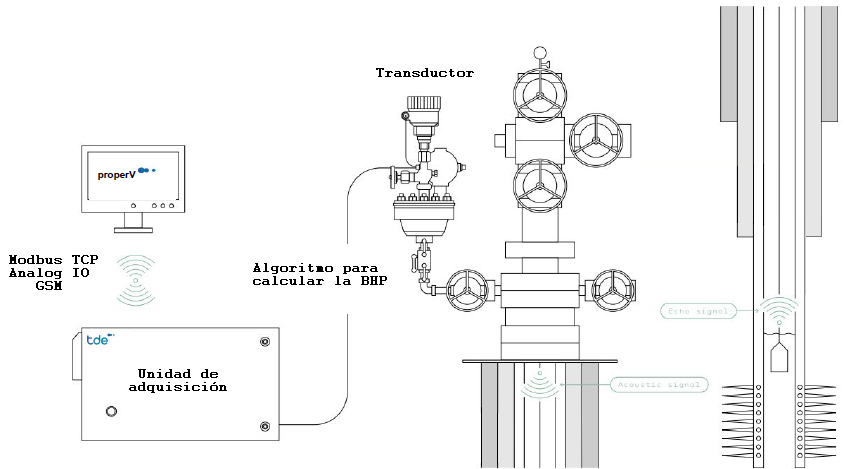 Transductor
properV
Modbus TCP
Analog IO
GSM
Algoritmo para
calcular la BHP
Echo signal
tde
Unidad de
adquisición
Acoustic signal